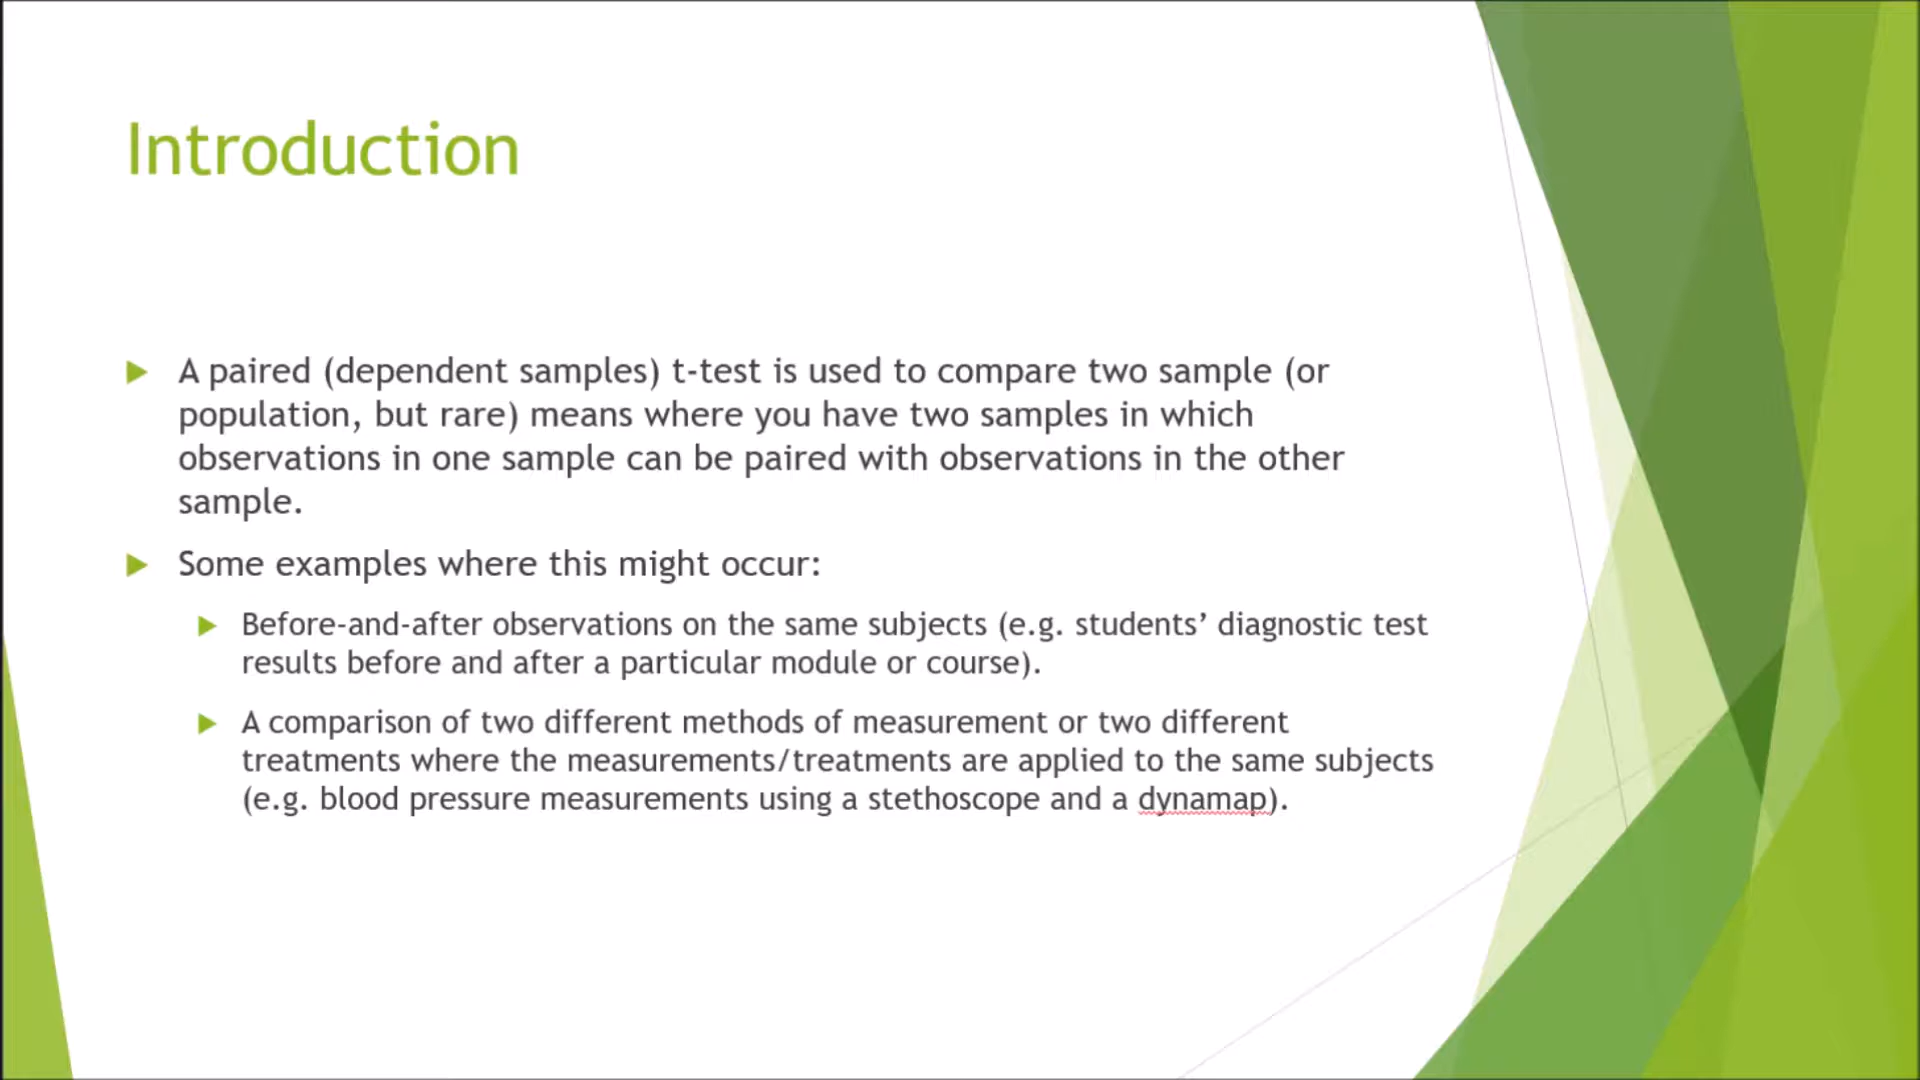 Introduction
A paired (dependent samples) t-test is used to compare two sample (or
population, but rare) means where you have two samples in which
observations in one sample can be paired with observations in the other
sample.
Some examples where this might occur:
Before-and-after observations on the same subjects (e.g. students’ diagnostic test
results before and after a particular module or course).
A comparison of two different methods of measurement or two different
treatments where the measurements/treatments are applied to the same subjects
(e.g. blood pressure measurements using a stethoscope and a dynamap).